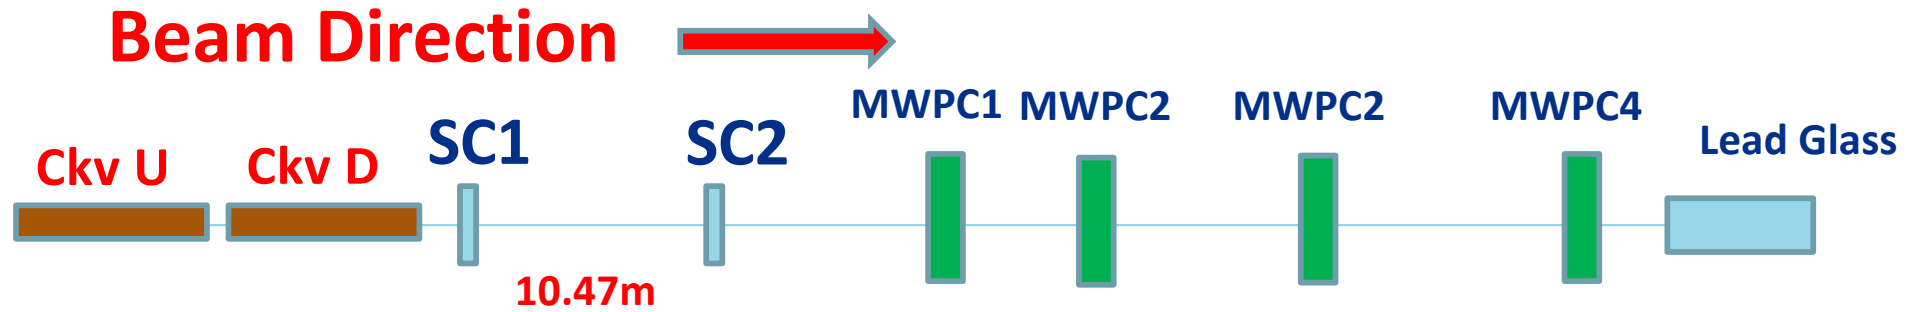 Beam Direction
MWPC1 MWPC2 MWPC2 MWPC4
SC1 SC2
Lead Glass
Ckv U Ckv D
10.47m